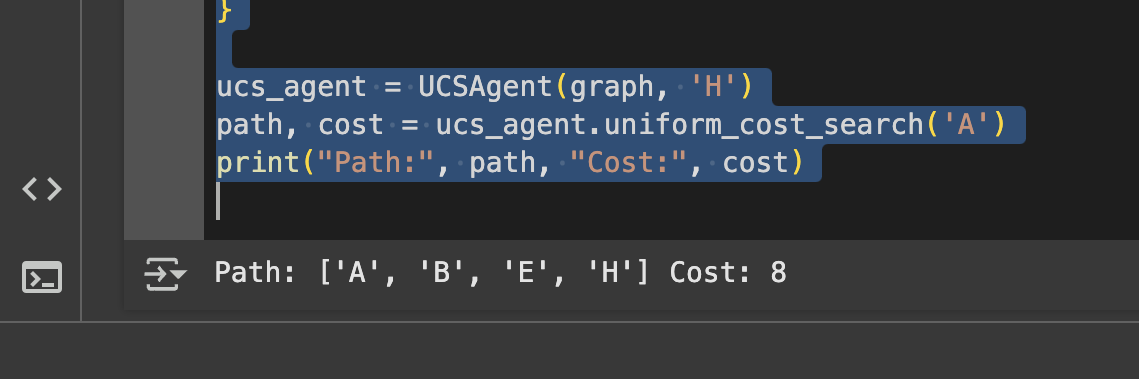 }
ucs_agent = UCSAgent(graph, 'H')
path, cost = ucs_agent.uniform_cost_search('A')
print("Path:", path, "Cost:", cost)
Path: ['A', 'B', 'E', 'H'] Cost: 8